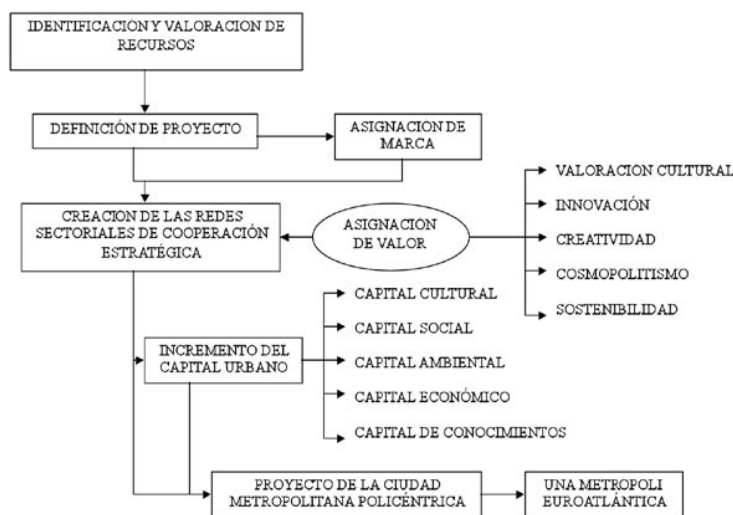 IDENTIFICACION Y VALORACION DE
RECURSOS
DEFINICIÓN DE PROYECTO
ASIGNACION DE
MARCA
VALORACION CULTURAL
INNOVACIÓN
CREATIVIDAD
COSMOPOLITISMO
SOSTENIBILIDAD
CREACION DE LAS REDES
SECTORIALES DE COOPERACIÓN
ESTRATÉGICA
ASIGNACION
DE VALOR
CAPITAL CULTURAL
CAPITAL SOCIAL
CAPITAL AMBIENTAL
CAPITAL ECONÓMICO
CAPITAL DE CONOCIMIENTOS
INCREMENTO DEL
CAPITAL URBANO
PROYECTO DE LA CIUDAD
METROPOLITANA POLICÉNTRICA
UNA METROPOLI
EUROATLÁNTICA